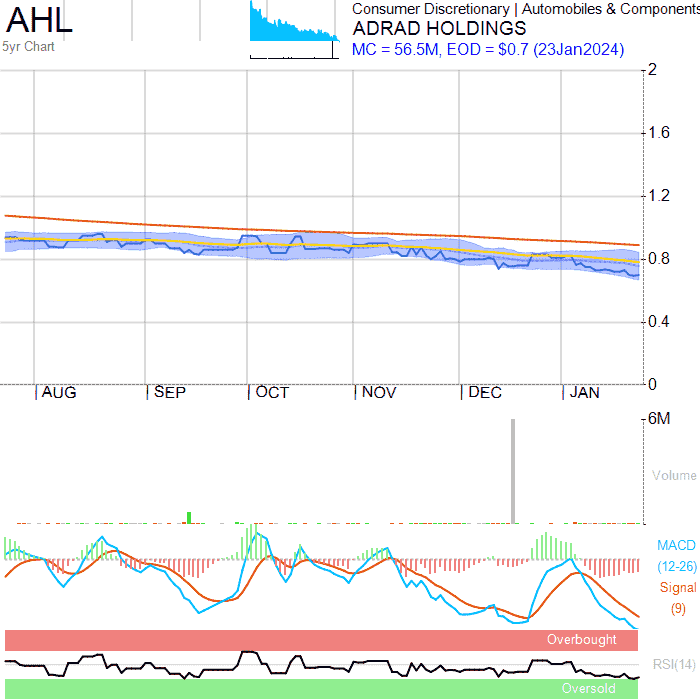 AHL
5yr Chart
Consumer Discretionary | Automobiles & Components
ADRAD HOLDINGS
MC = 56.5M, EOD = $0.7 (23Jan2024)
2
1.6
1.2
0.8
0.4
0
AUG SEP OCT NOV DEC JAN
6M
Volume
MACD
(12-26)
Signal
(9)
Overbought
RSI(14)
Oversold